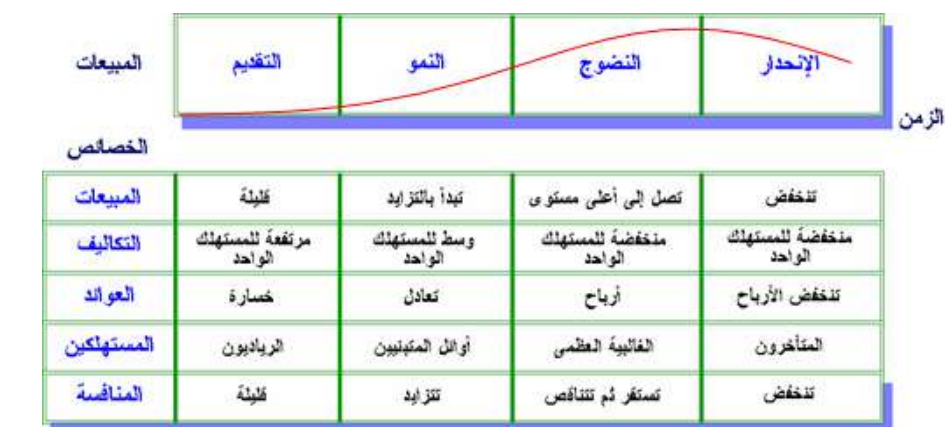 المبيعات
التقديم
النمو
النضوج
الإنحدار
الزمن
الخصائص
المبيعات
قليلة
تبدأ بالتزايد
تصل إلى أعلى مستوى
تنخفض
التكاليف
مرتفعة للمستهلك
الواحد
وسط للمستهلك
الواحد
منخفضة للمستهلك
الواحد
منخفضة للمستهلك
الواحد
العوائد
خسارة
تعادل
أرباح
تنخفض الأرباح
المستهلكين
الرياديون
أوائل المتبنيين
الغالبية العظمى
المتأخرون
المنافسة
قليلة
تتزايد
تستقر ثم تتناقص
تنخفض